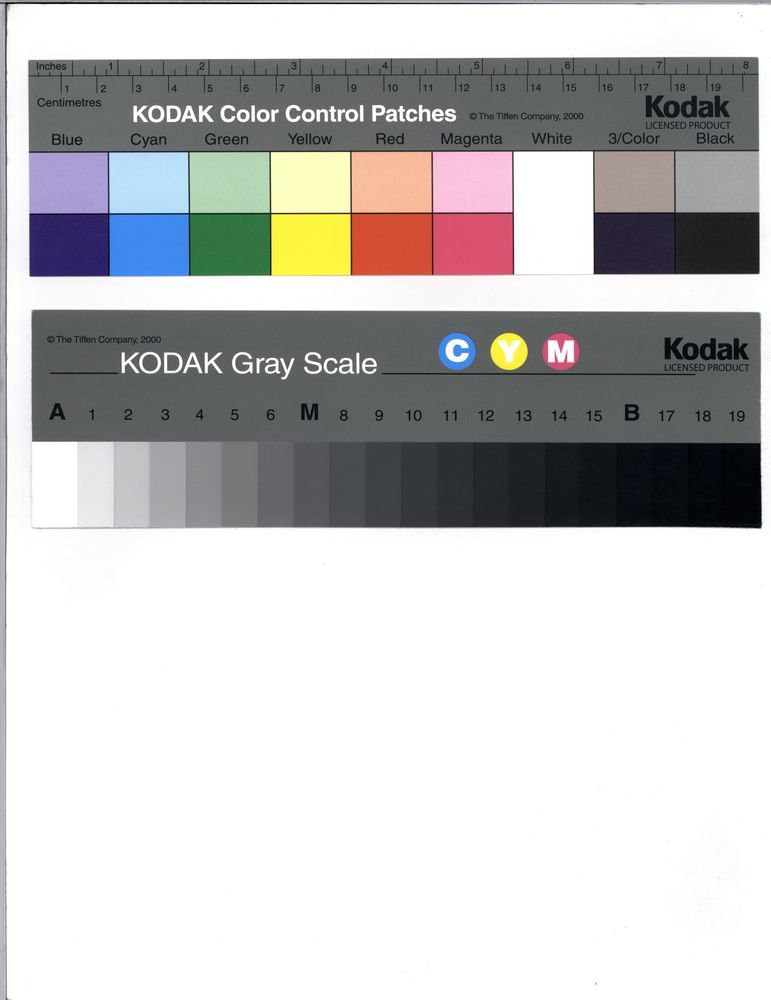 Inches 1 2 3 4 5 6 7 8
1 2 3 4 5 6 7 8 9 10 11 12 13 14 15 16 17 18 19
Centimetres
KODAK Color Control Patches © The Tiffen Company, 2000 Kodak
LICENSED PRODUCT
Blue Cyan Green Yellow Red Magenta White 3/Color Black
© The Tiffen Company, 2000
KODAK Gray Scale C Y M Kodak
LICENSED PRODUCT
A 1 2 3 4 5 6 M 8 9 10 11 12 13 14 15 B 17 18 19